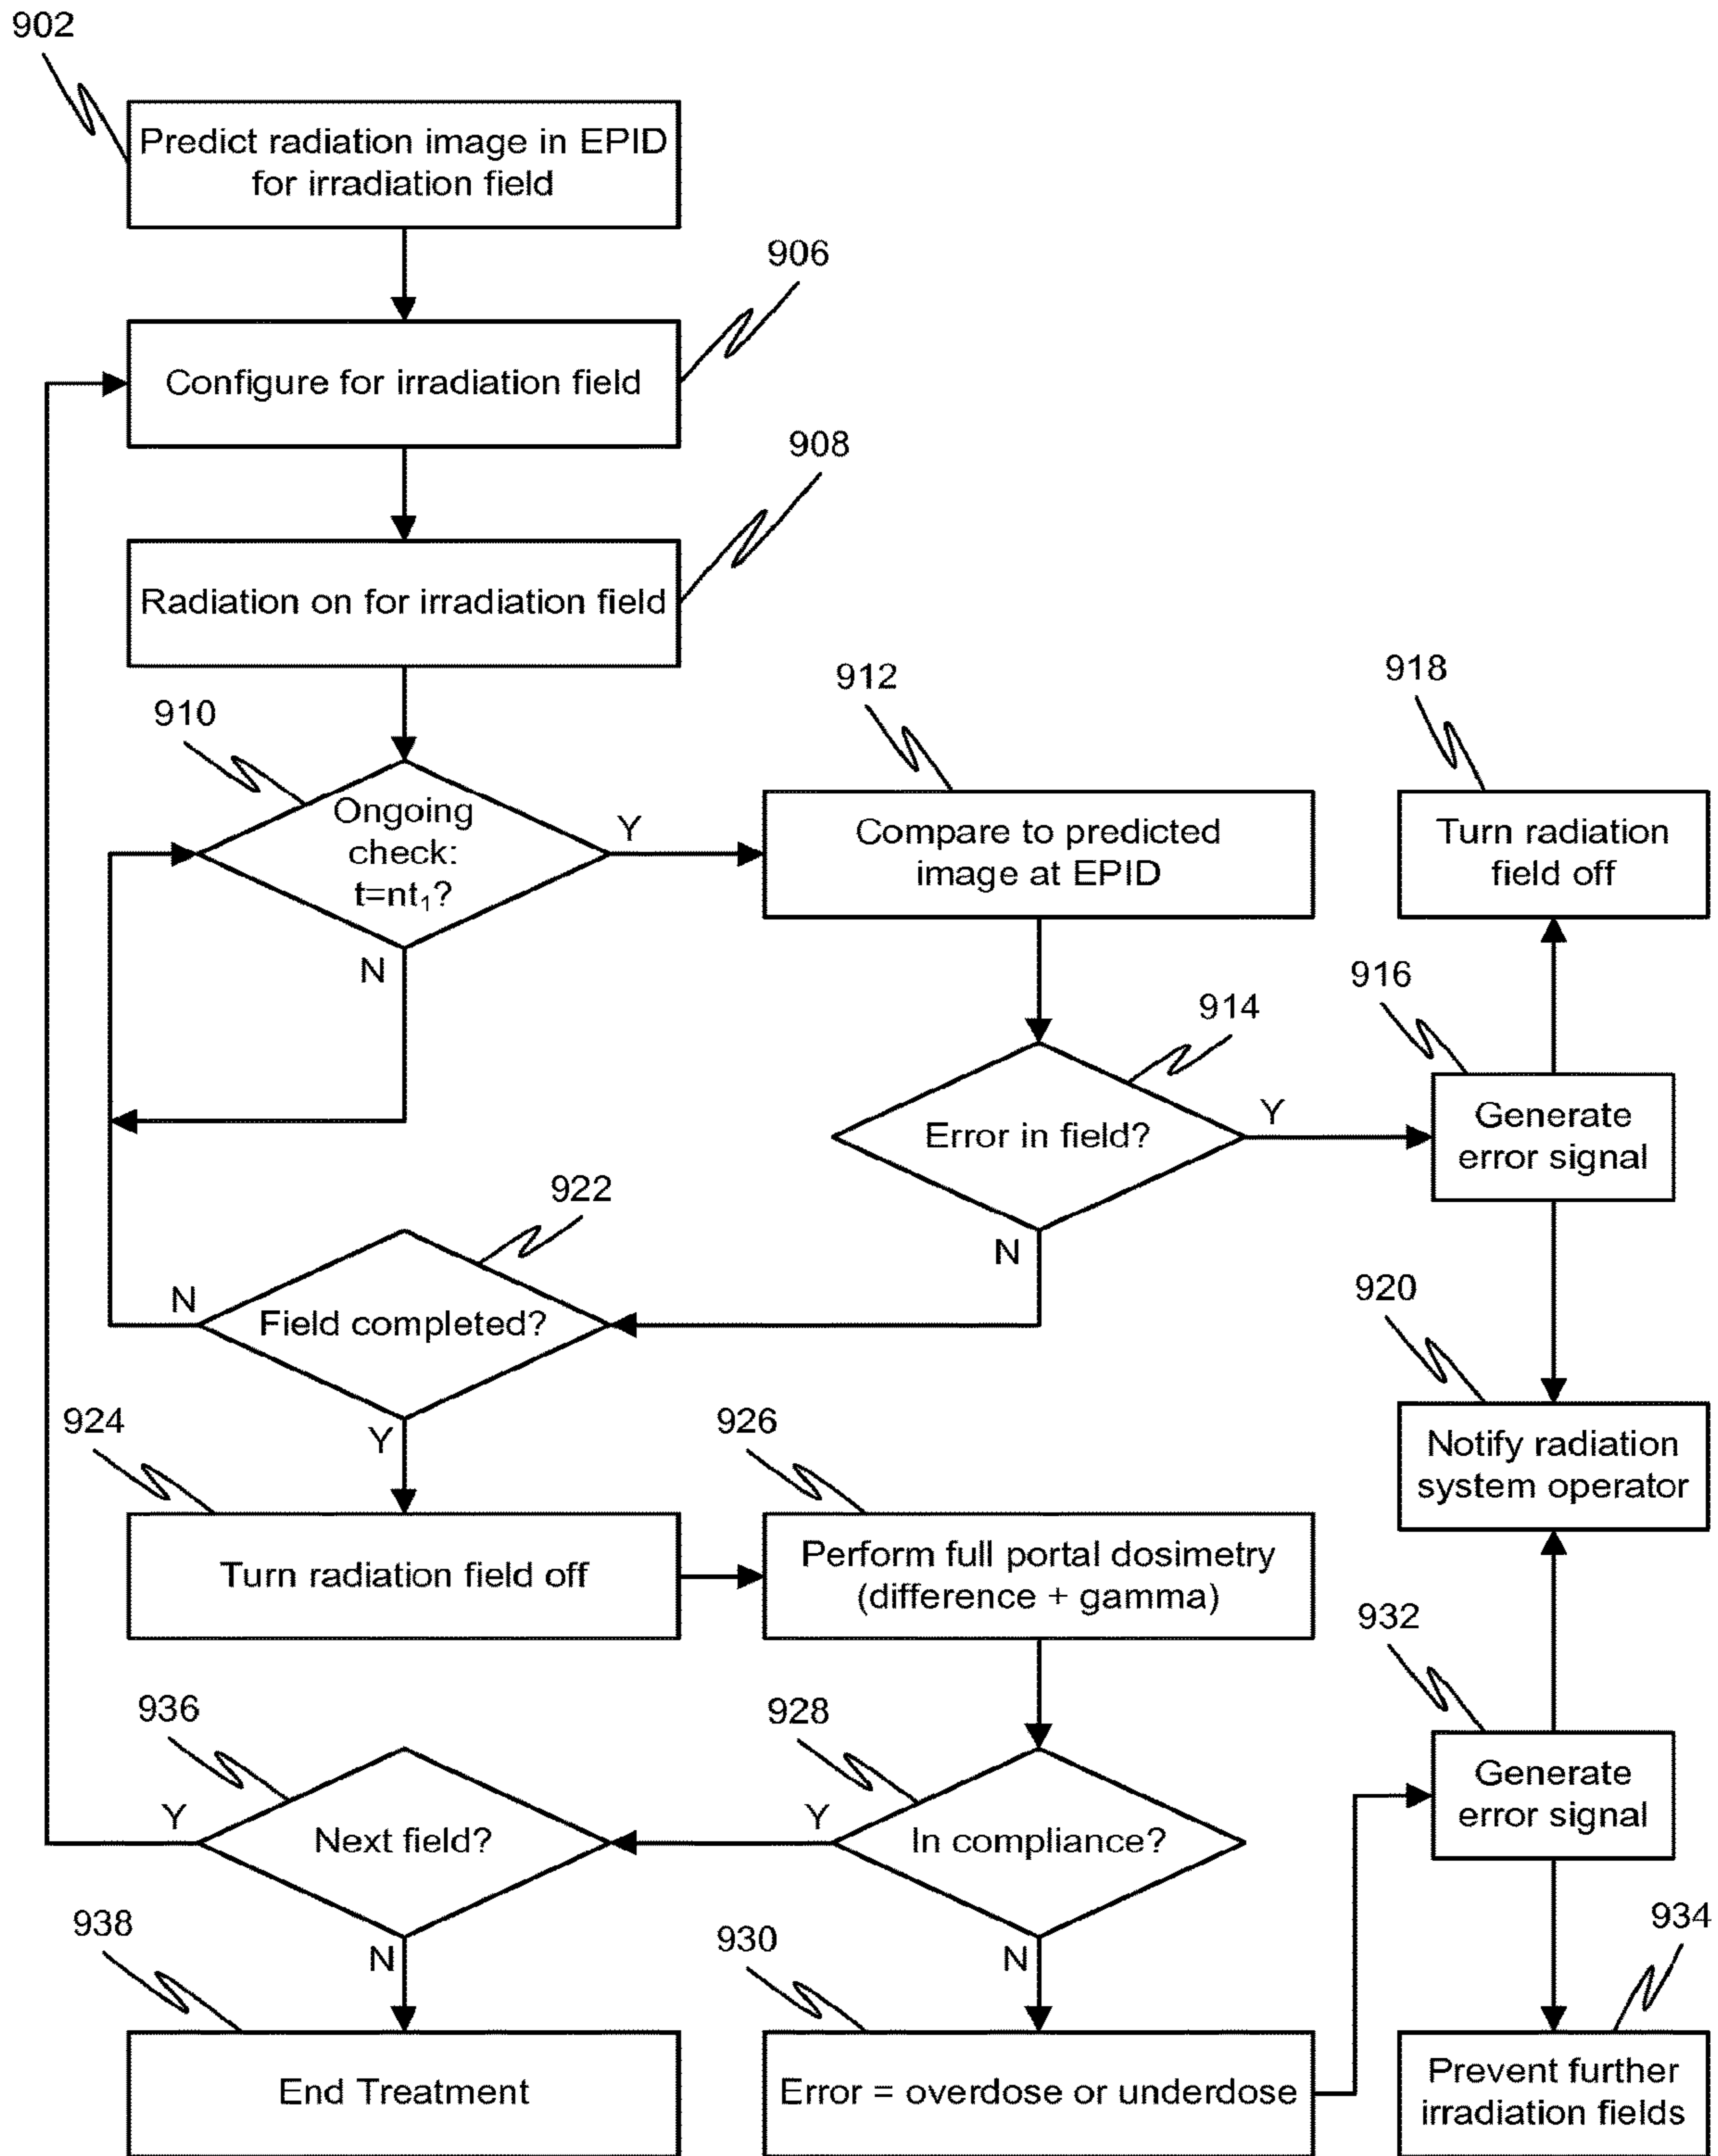 902
Predict radiation image in EPID
for irradiation field
906
Configure for irradiation field
908
Radiation on for irradiation field
910
Ongoing
check:
t=nt₁?
Y
N
912
Compare to predicted
image at EPID
918
Turn radiation
field off
914
Error in field?
Y
N
916
Generate
error signal
922
Field completed?
N
Y
920
Notify radiation
system operator
924
Turn radiation field off
926
Perform full portal dosimetry
(difference + gamma)
932
Generate
error signal
936
Next field?
Y
N
928
In compliance?
Y
N
938
End Treatment
930
Error = overdose or underdose
934
Prevent further
irradiation fields